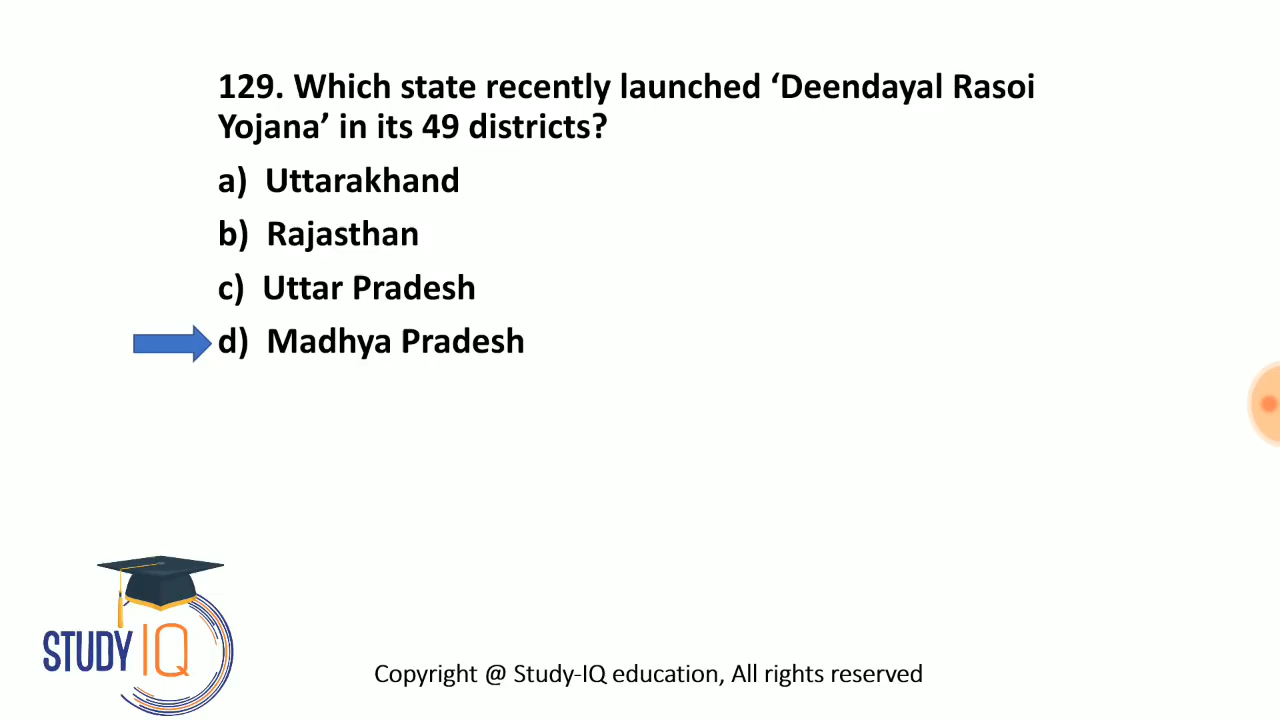 129. Which state recently launched ‘Deendayal Rasoi
Yojana’ in its 49 districts?
a) Uttarakhand
b) Rajasthan
c) Uttar Pradesh
d) Madhya Pradesh
STUDY IQ
Copyright @ Study-IQ education, All rights reserved